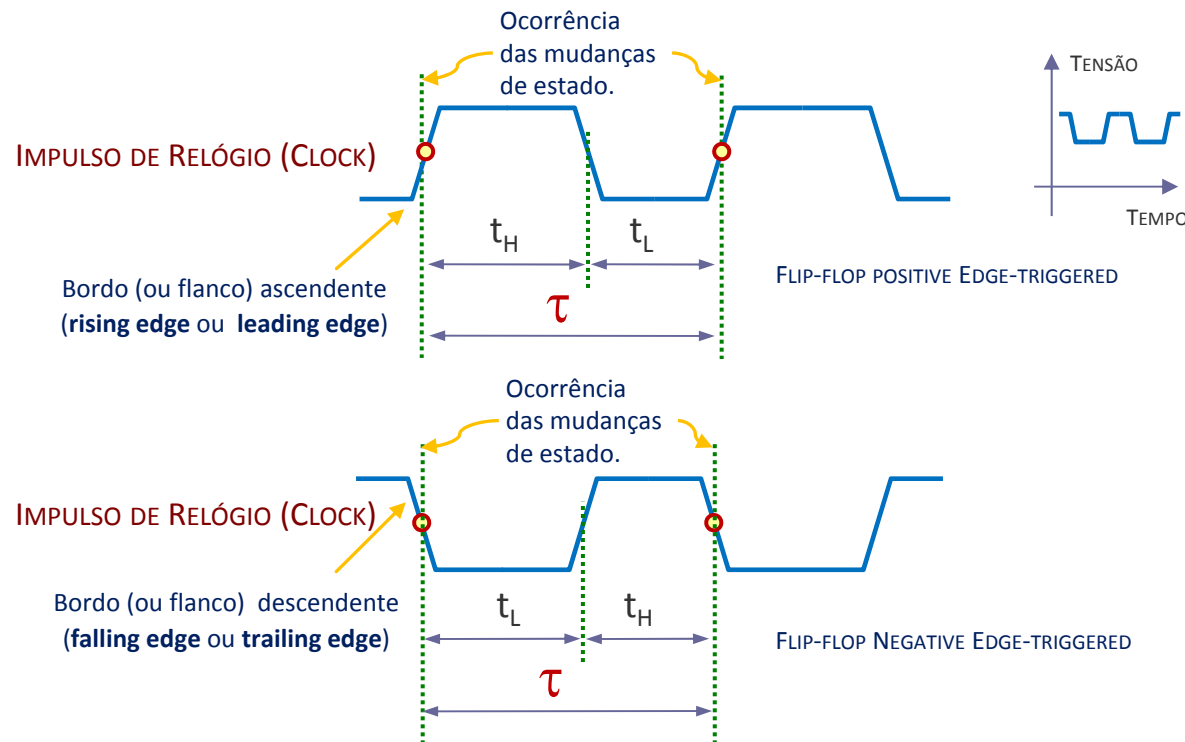 Ocorrência
das mudanças
de estado.
TENSÃO
IMPULSO DE RELÓGIO (CLOCK)
TEMPO
tH
tL
Bordo (ou flanco) ascendente
(rising edge ou leading edge)
FLIP-FLOP POSITIVE EDGE-TRIGGERED
τ
Ocorrência
das mudanças
de estado.
IMPULSO DE RELÓGIO (CLOCK)
Bordo (ou flanco) descendente
(falling edge ou trailing edge)
tL
tH
FLIP-FLOP NEGATIVE EDGE-TRIGGERED
τ